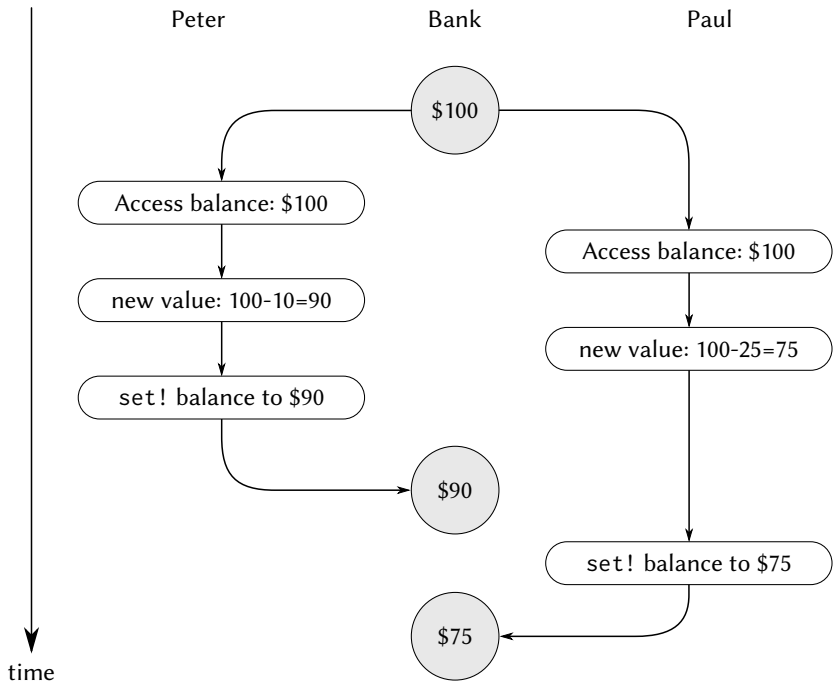 Peter Bank Paul
$100
Access balance: $100
Access balance: $100
new value: 100-10=90
new value: 100-25=75
set! balance to $90
$90
set! balance to $75
$75
time